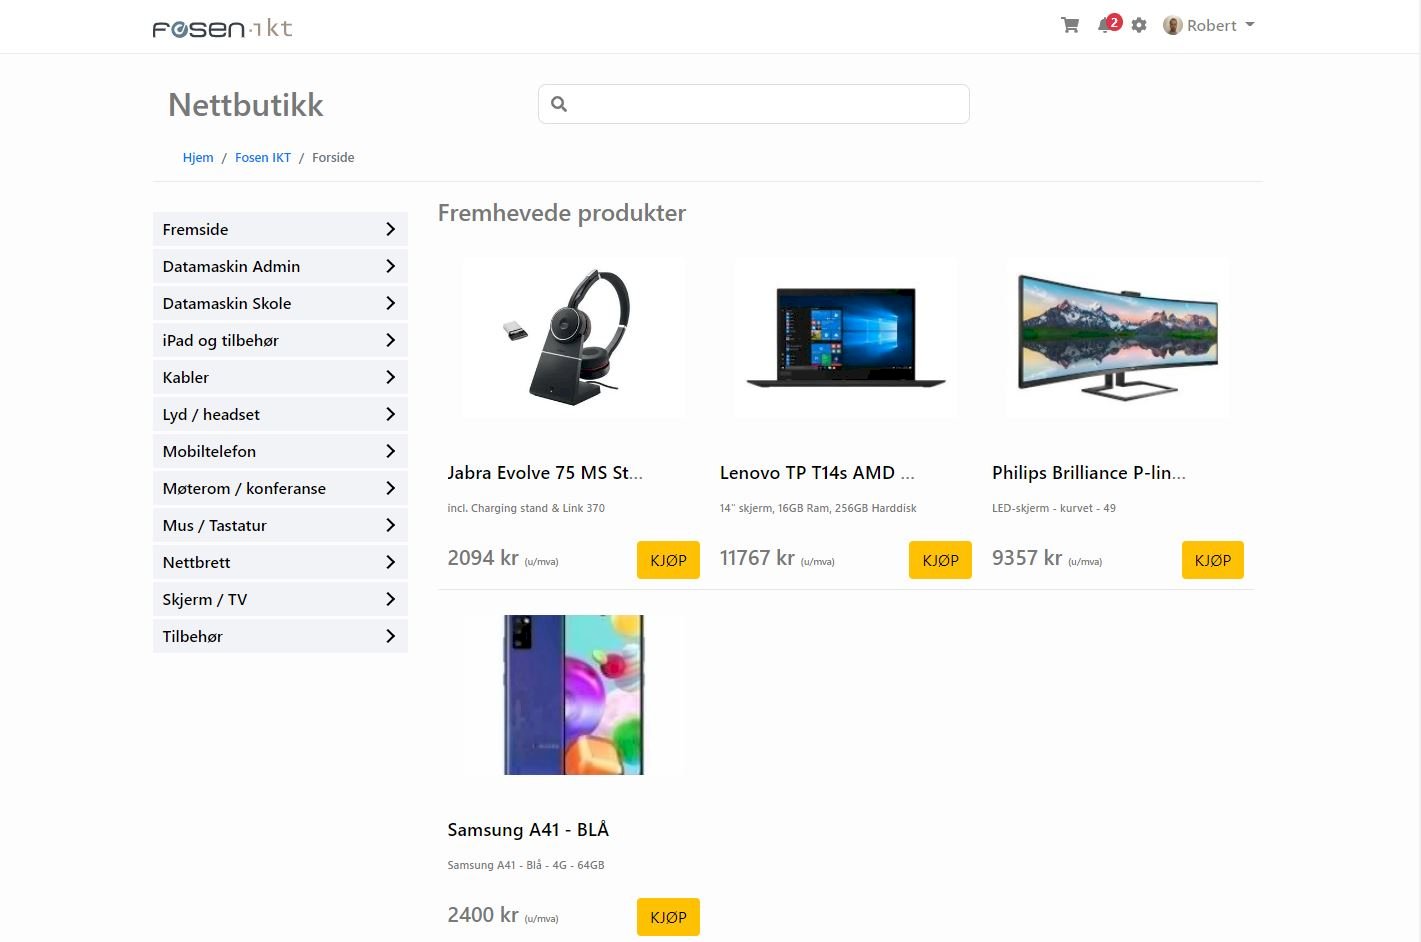 Fosen.ikt
2
Robert
Nettbutikk
Hjem / Fosen IKT / Forside
Fremside
Datamaskin Admin
Datamaskin Skole
iPad og tilbehør
Kabler
Lyd / headset
Mobiltelefon
Møterom / konferanse
Mus / Tastatur
Nettbrett
Skjerm / TV
Tilbehør
Fremhevede produkter
Jabra Evolve 75 MS St...
incl. Charging stand & Link 370
2094 kr (u/mva)
KJØP
Lenovo TP T14s AMD ...
14" skjerm, 16GB Ram, 256GB Harddisk
11767 kr (u/mva)
KJØP
Philips Brilliance P-lin...
LED-skjerm - kurvet - 49
9357 kr (u/mva)
KJØP
Samsung A41 - BLÅ
Samsung A41 - Blå - 4G - 64GB
2400 kr (u/mva)
KJØP